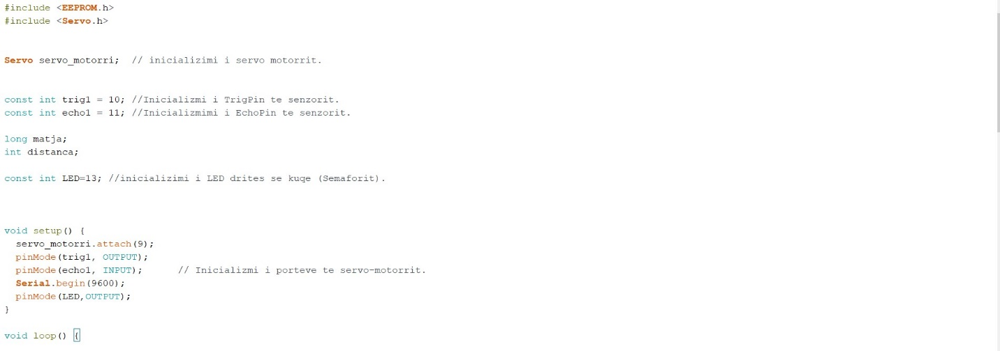 #include <EEPROM.h>
#include <Servo.h>
Servo servo_motorri;  // inicializimi i servo motorrit.
const int trig1 = 10; //Inicializmi i TrigPin te senzorit.
const int echo1 = 11; //Inicializmimi i EchoPin te senzorit.
long matja;
int distanca;
const int LED=13; //inicializimi i LED drites se kuqe (Semaforit).
void setup() {
  servo_motorri.attach(9);
  pinMode(trig1, OUTPUT);
  pinMode(echo1, INPUT);      // Inicializmi i porteve te servo-motorrit.
  Serial.begin(9600);
  pinMode(LED,OUTPUT);
}
void loop() {